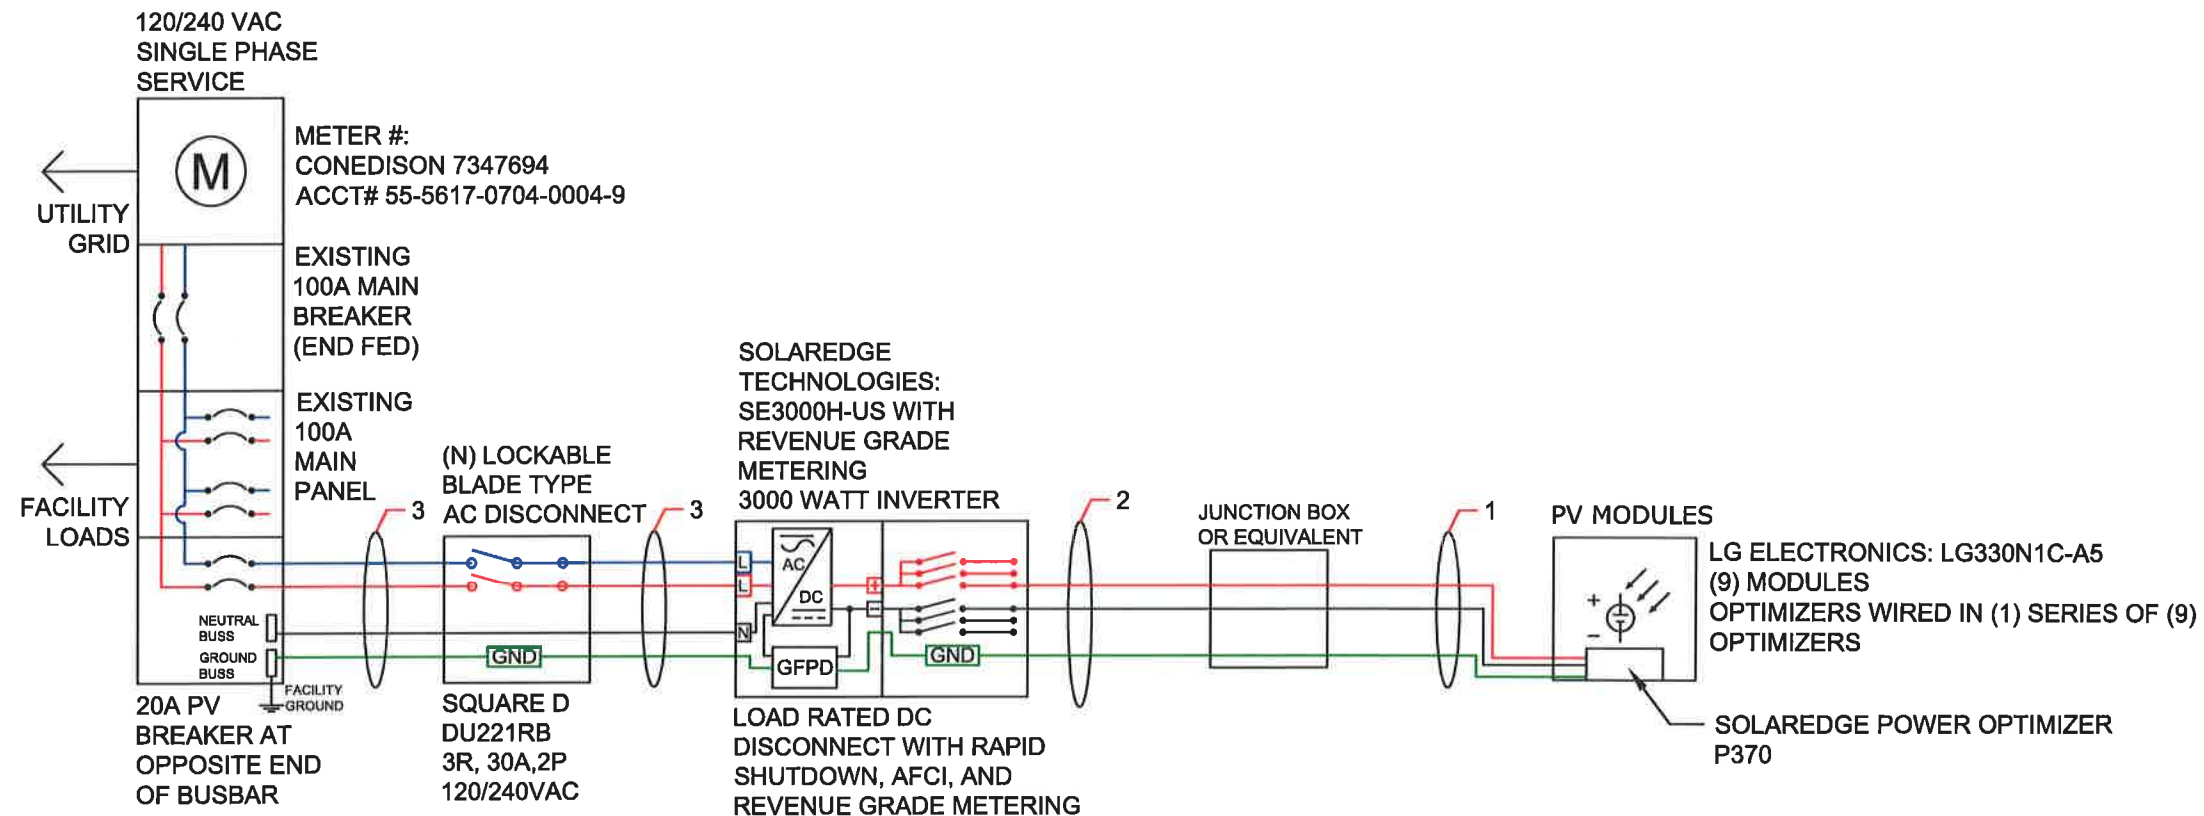 120/240 VAC
SINGLE PHASE
SERVICE
M
METER #:
CONEDISON 7347694
ACCT# 55-5617-0704-0004-9
UTILITY
GRID
EXISTING
100A MAIN
BREAKER
(END FED)
EXISTING
100A
MAIN
PANEL
FACILITY
LOADS
NEUTRAL
BUSS
GROUND
BUSS
FACILITY
GROUND
20A PV
BREAKER AT
OPPOSITE END
OF BUSBAR
3
(N) LOCKABLE
BLADE TYPE
AC DISCONNECT
GND
SQUARE D
DU221RB
3R, 30A,2P
120/240VAC
3
SOLAREDGE
TECHNOLOGIES:
SE3000H-US WITH
REVENUE GRADE
METERING
3000 WATT INVERTER
L
L
N
AC
DC
GFPD
+
-
GND
LOAD RATED DC
DISCONNECT WITH RAPID
SHUTDOWN, AFCI, AND
REVENUE GRADE METERING
2
JUNCTION BOX
OR EQUIVALENT
1
PV MODULES
+
-
LG ELECTRONICS: LG330N1C-A5
(9) MODULES
OPTIMIZERS WIRED IN (1) SERIES OF (9)
OPTIMIZERS
SOLAREDGE POWER OPTIMIZER
P370